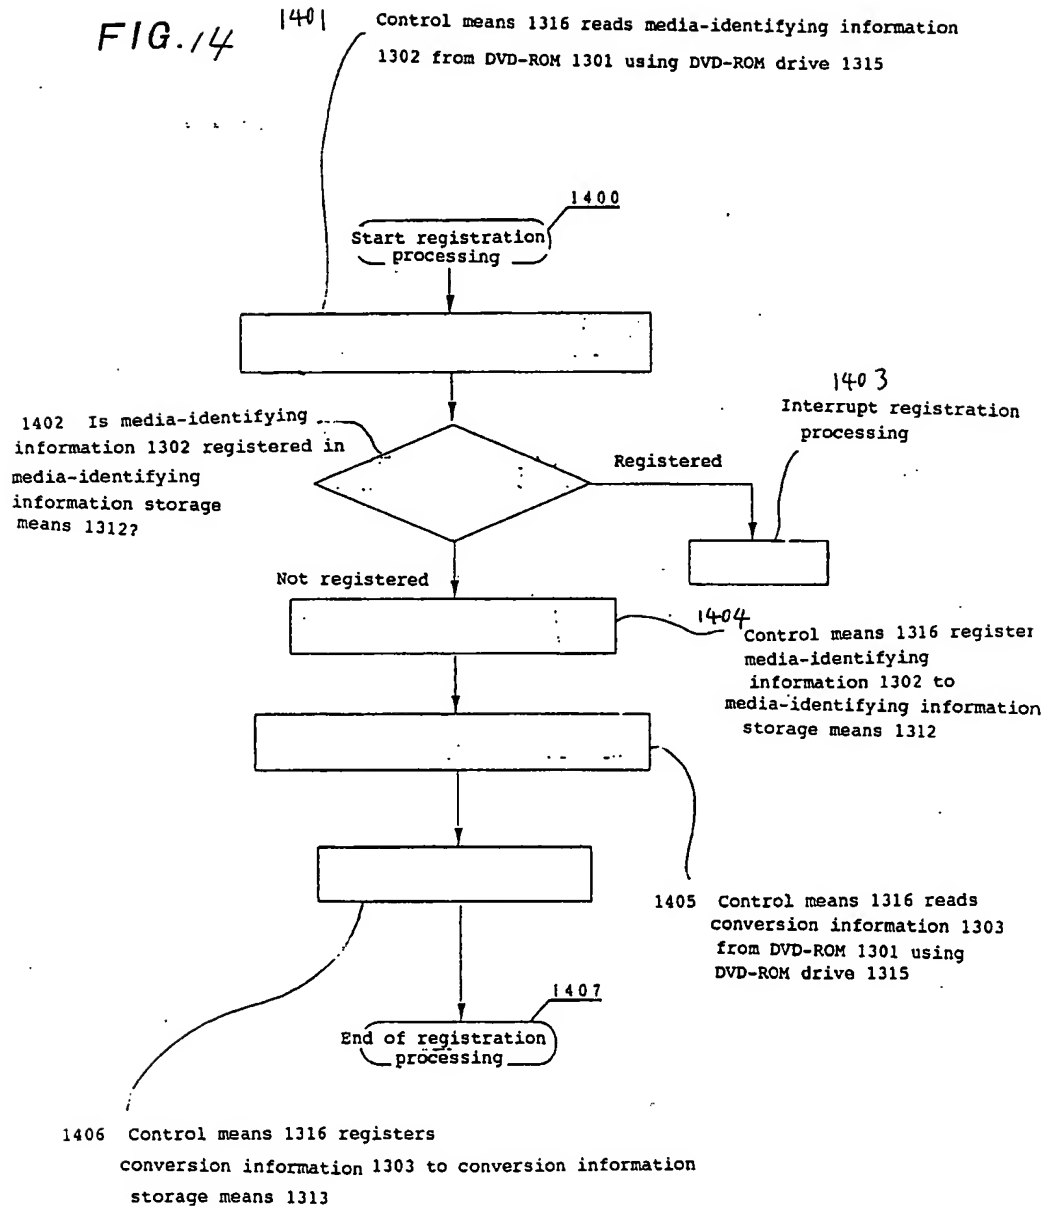 FIG. 14
1401
Control means 1316 reads media-identifying information
1302 from DVD-ROM 1301 using DVD-ROM drive 1315
1400
Start registration
processing
1402 Is media-identifying
information 1302 registered in
media-identifying
information storage
means 1312?
Registered
1403
Interrupt registration
processing
Not registered
1404
Control means 1316 register
media-identifying
information 1302 to
media-identifying information
storage means 1312
1405 Control means 1316 reads
conversion information 1303
from DVD-ROM 1301 using
DVD-ROM drive 1315
1407
End of registration
processing
1406 Control means 1316 registers
conversion information 1303 to conversion information
storage means 1313